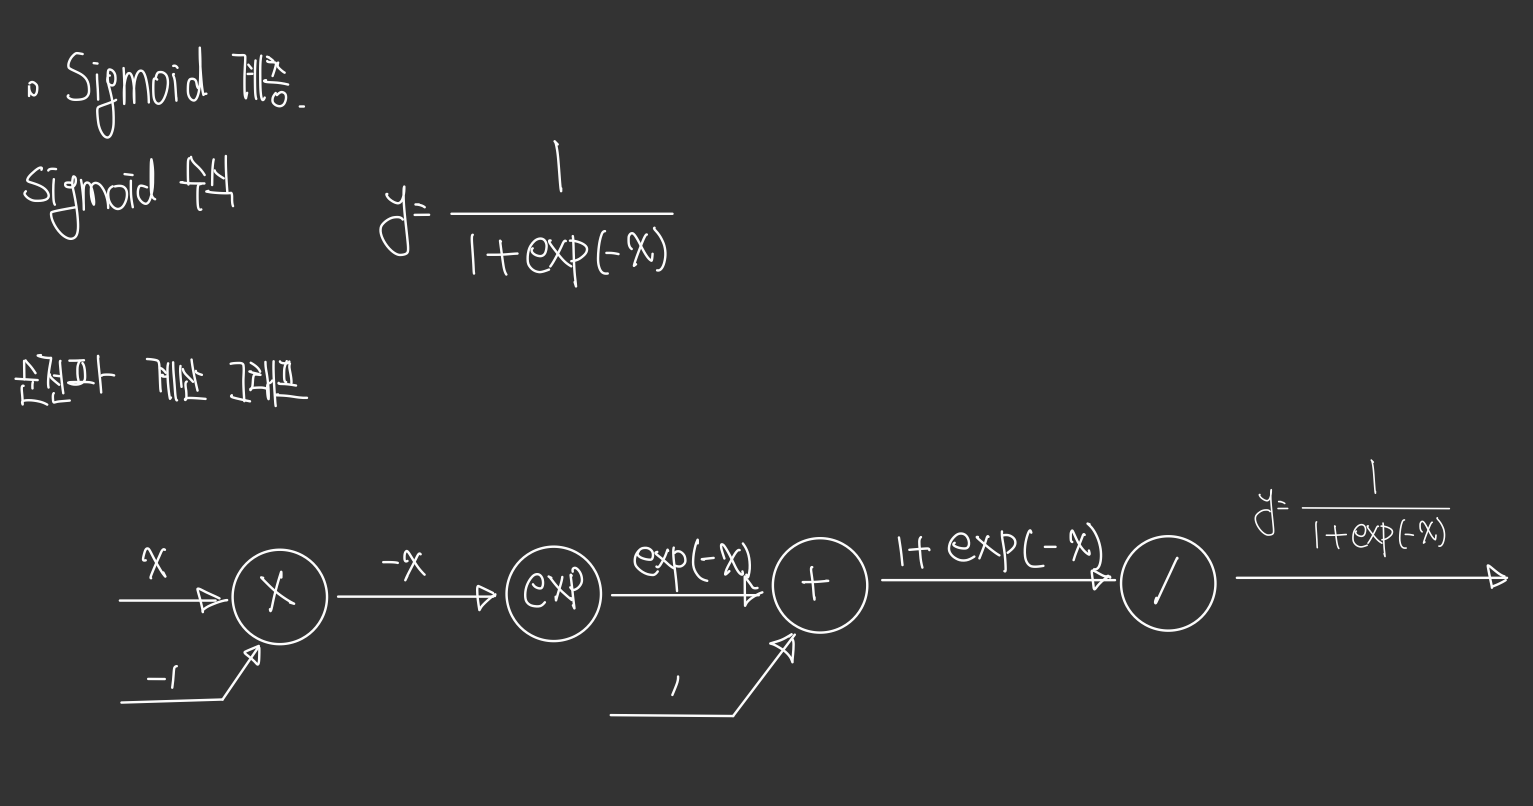 Sigmoid 계층.
Sigmoid 수식
y = 1 / (1+exp(-x))
순전파 계산 그래프
x
-1
×
-x
exp
exp(-x)
1
+
1+exp(-x)
/
y = 1 / (1+exp(-x))